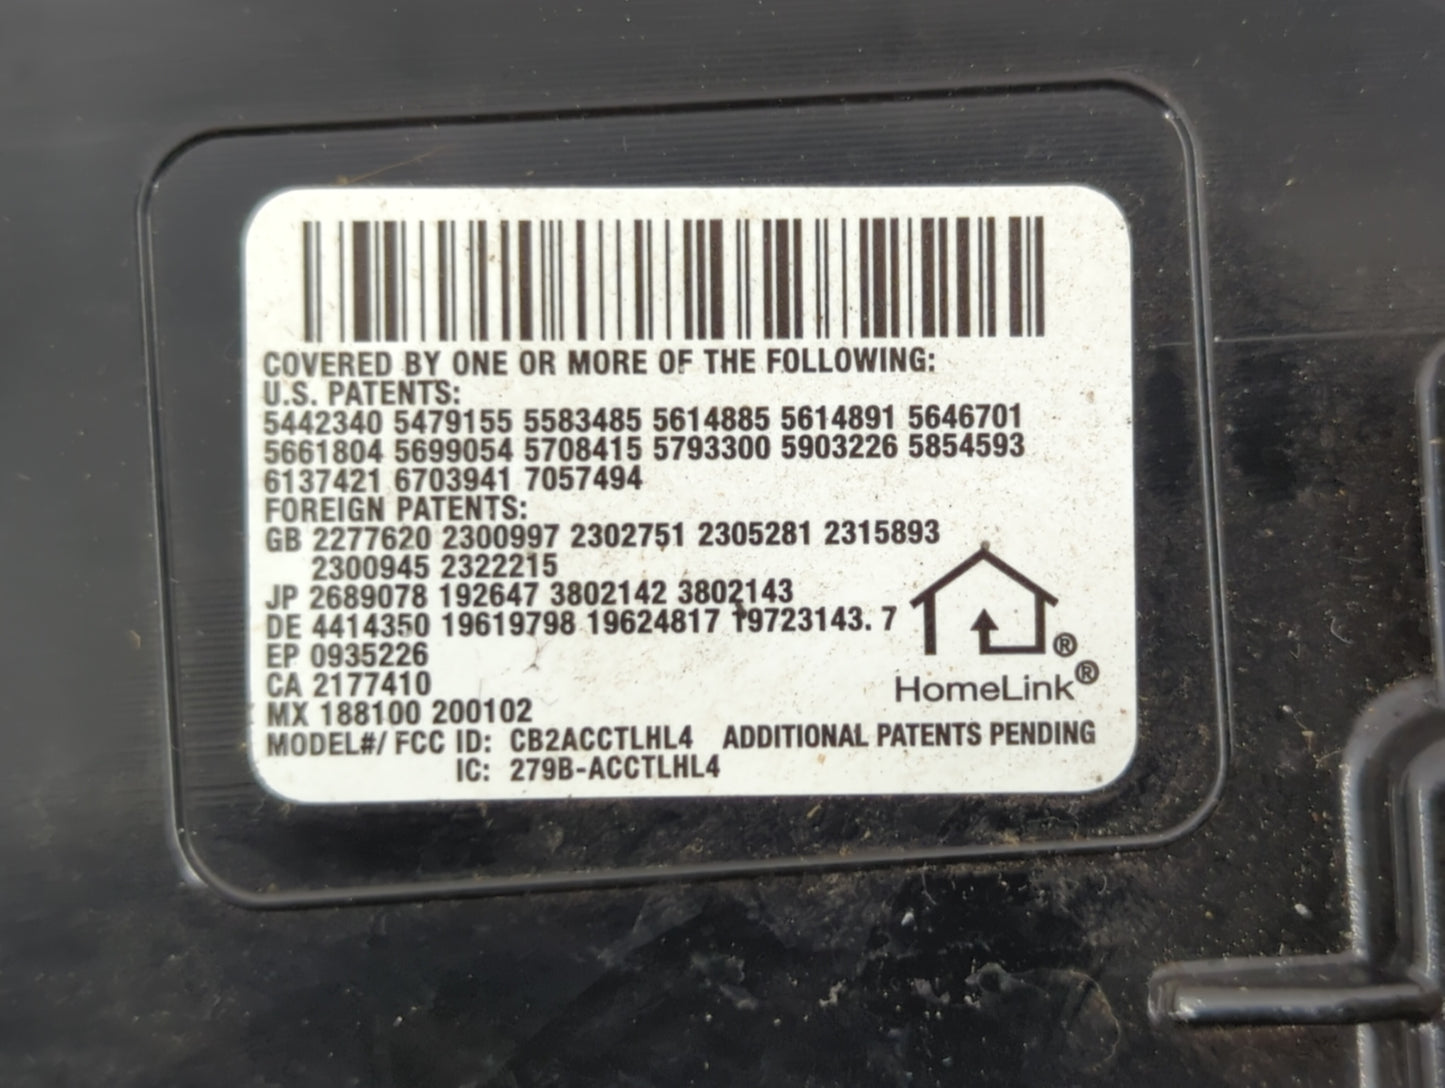 COVERED BY ONE OR MORE OF THE FOLLOWING:
U.S. PATENTS:
5442340 5479155 5583485 5614885 5614891 5646701
5661804 5699054 5708415 5793300 5903226 5854593
6137421 6703941 7057494
FOREIGN PATENTS:
GB 2277620 2300997 2302751 2305281 2315893
2300945 2322215
JP 2689078 192647 3802142 3802143
DE 4414350 19619798 19624817 19723143. 7
EP 0935226
CA 2177410
MX 188100 200102
®
HomeLink®
MODEL#/ FCC ID: CB2ACCTLHL4 ADDITIONAL PATENTS PENDING
IC: 279B-ACCTLHL4